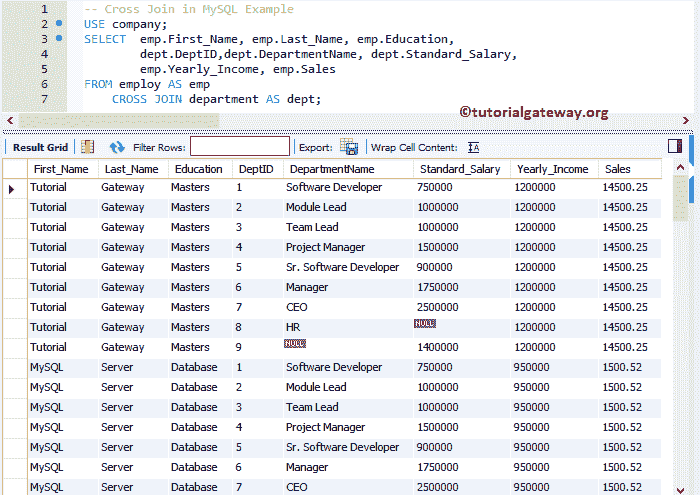 1 -- Cross Join in MySQL Example
2 USE company;
3 SELECT emp.First_Name, emp.Last_Name, emp.Education,
4 dept.DeptID,dept.DepartmentName, dept.Standard_Salary,
5 emp.Yearly_Income, emp.Sales
6 FROM employ AS emp
7 CROSS JOIN department AS dept;
©tutorialgateway.org
Result Grid Filter Rows: Export: Wrap Cell Content: IA
First_Name Last_Name Education DeptID DepartmentName Standard_Salary Yearly_Income Sales
Tutorial Gateway Masters 1 Software Developer 750000 1200000 14500.25
Tutorial Gateway Masters 2 Module Lead 1000000 1200000 14500.25
Tutorial Gateway Masters 3 Team Lead 1000000 1200000 14500.25
Tutorial Gateway Masters 4 Project Manager 1500000 1200000 14500.25
Tutorial Gateway Masters 5 Sr. Software Developer 900000 1200000 14500.25
Tutorial Gateway Masters 6 Manager 1750000 1200000 14500.25
Tutorial Gateway Masters 7 CEO 2500000 1200000 14500.25
Tutorial Gateway Masters 8 HR NULL 1200000 14500.25
Tutorial Gateway Masters 9 NULL 1400000 1200000 14500.25
MySQL Server Database 1 Software Developer 750000 950000 1500.52
MySQL Server Database 2 Module Lead 1000000 950000 1500.52
MySQL Server Database 3 Team Lead 1000000 950000 1500.52
MySQL Server Database 4 Project Manager 1500000 950000 1500.52
MySQL Server Database 5 Sr. Software Developer 900000 950000 1500.52
MySQL Server Database 6 Manager 1750000 950000 1500.52
MySQL Server Database 7 CEO 2500000 950000 1500.52